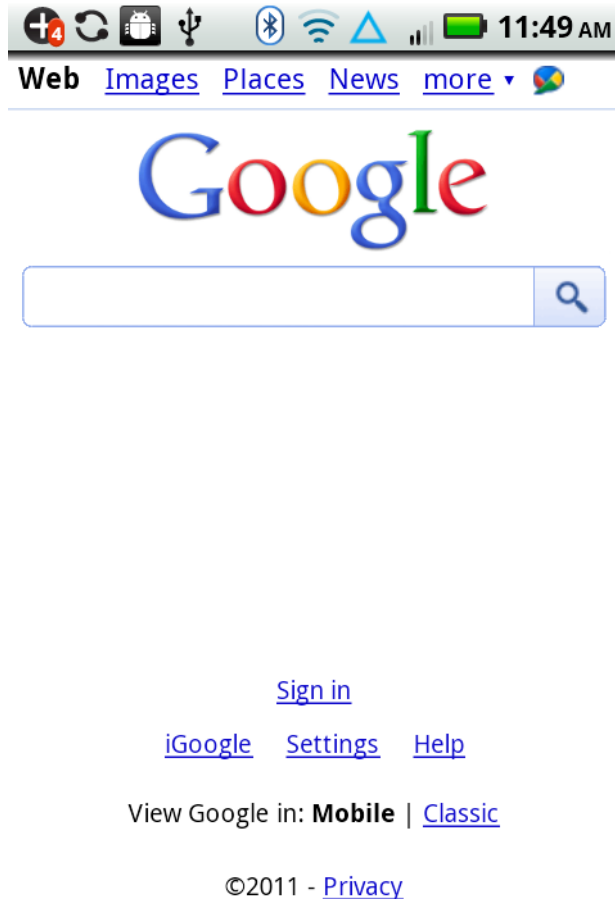 4 11:49 AM
Web Images Places News more ▾
Google
Sign in
iGoogle Settings Help
View Google in: Mobile | Classic
©2011 - Privacy